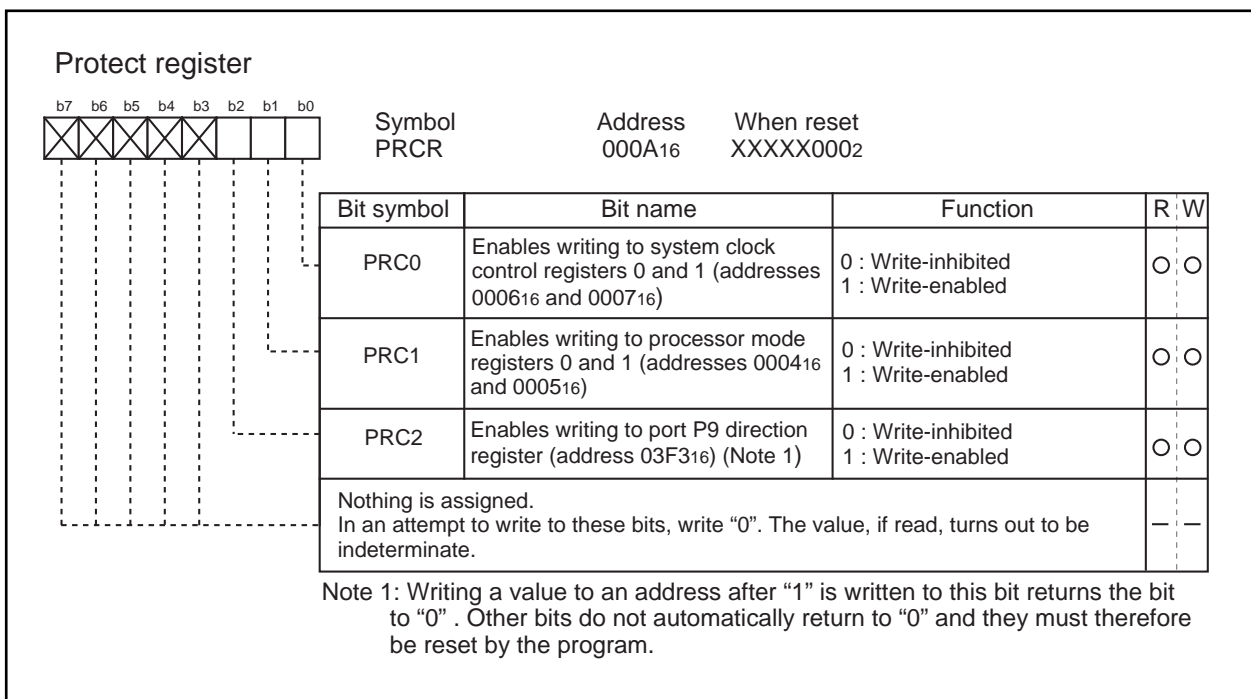 Protect register
b7 b6 b5 b4 b3 b2 b1 b0
Symbol Address When reset
PRCR 000A16 XXXXX0002
Bit symbol Bit name Function R W
PRC0
Enables writing to system clock
control registers 0 and 1 (addresses
000616 and 000716)
0 : Write-inhibited
1 : Write-enabled
PRC1
Enables writing to processor mode
registers 0 and 1 (addresses 000416
and 000516)
0 : Write-inhibited
1 : Write-enabled
PRC2
Enables writing to port P9 direction
register (address 03F316) (Note 1)
0 : Write-inhibited
1 : Write-enabled
Nothing is assigned.
In an attempt to write to these bits, write “0”. The value, if read, turns out to be
indeterminate.
Note 1: Writing a value to an address after “1” is written to this bit returns the bit
to “0” . Other bits do not automatically return to “0” and they must therefore
be reset by the program.